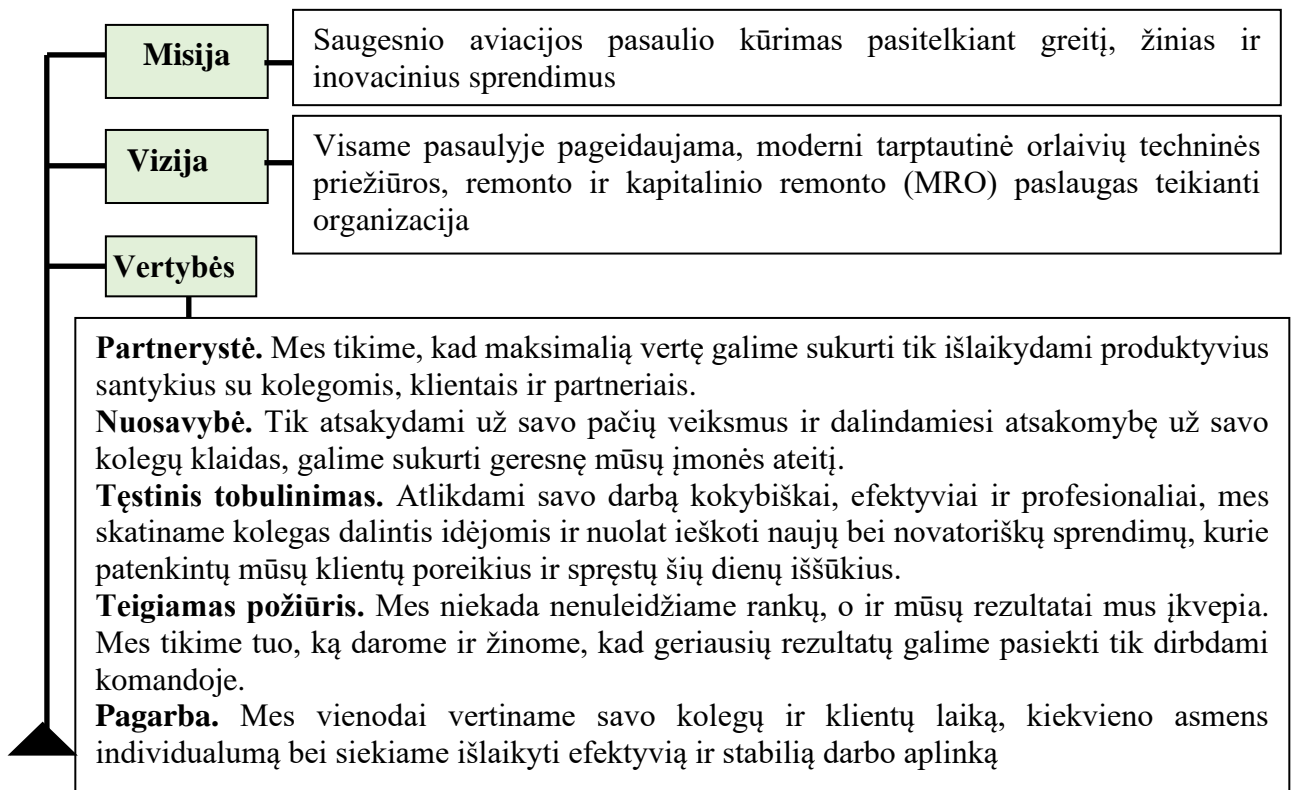 Misija
Saugesnio aviacijos pasaulio kūrimas pasitelkiant greitį, žinias ir
inovacinius sprendimus
Vizija
Visame pasaulyje pageidaujama, moderni tarptautinė orlaivių techninės
priežiūros, remonto ir kapitalinio remonto (MRO) paslaugas teikianti
organizacija
Vertybės
Partnerystė. Mes tikime, kad maksimalią vertę galime sukurti tik išlaikydami produktyvius
santykius su kolegomis, klientais ir partneriais.
Nuosavybė. Tik atsakydami už savo pačių veiksmus ir dalindamiesi atsakomybę už savo
kolegų klaidas, galime sukurti geresnę mūsų įmonės ateitį.
Tęstinis tobulinimas. Atlikdami savo darbą kokybiškai, efektyviai ir profesionaliai, mes
skatiname kolegas dalintis idėjomis ir nuolat ieškoti naujų bei novatoriškų sprendimų, kurie
patenkintų mūsų klientų poreikius ir spręstų šių dienų iššūkius.
Teigiamas požiūris. Mes niekada nenuleidžiame rankų, o ir mūsų rezultatai mus įkvepia.
Mes tikime tuo, ką darome ir žinome, kad geriausių rezultatų galime pasiekti tik dirbdami
komandoje.
Pagarba. Mes vienodai vertiname savo kolegų ir klientų laiką, kiekvieno asmens
individualumą bei siekiame išlaikyti efektyvią ir stabilią darbo aplinką